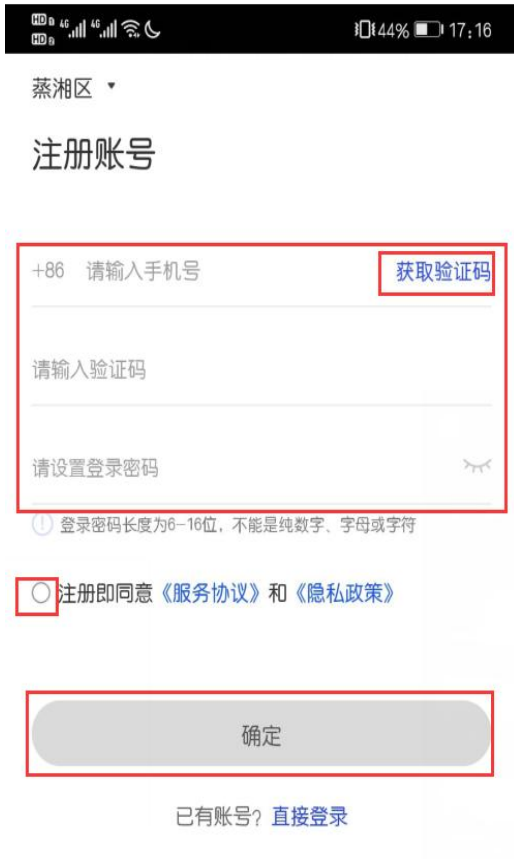 HD 4G 4G 44% 17:16
HD
蒸湘区
注册账号
+86 请输入手机号 获取验证码
请输入验证码
请设置登录密码
登录密码长度为6-16位，不能是纯数字、字母或字符
注册即同意《服务协议》和《隐私政策》
确定
已有账号? 直接登录